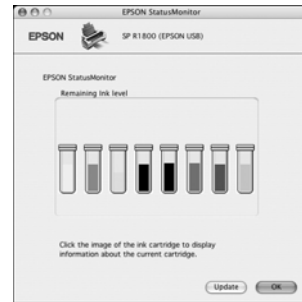 EPSON StatusMonitor
EPSON
SP R1800 (EPSON USB)
EPSON StatusMonitor
Remaining Ink level
Click the image of the ink cartridge to display
information about the current cartridge.
Update
OK